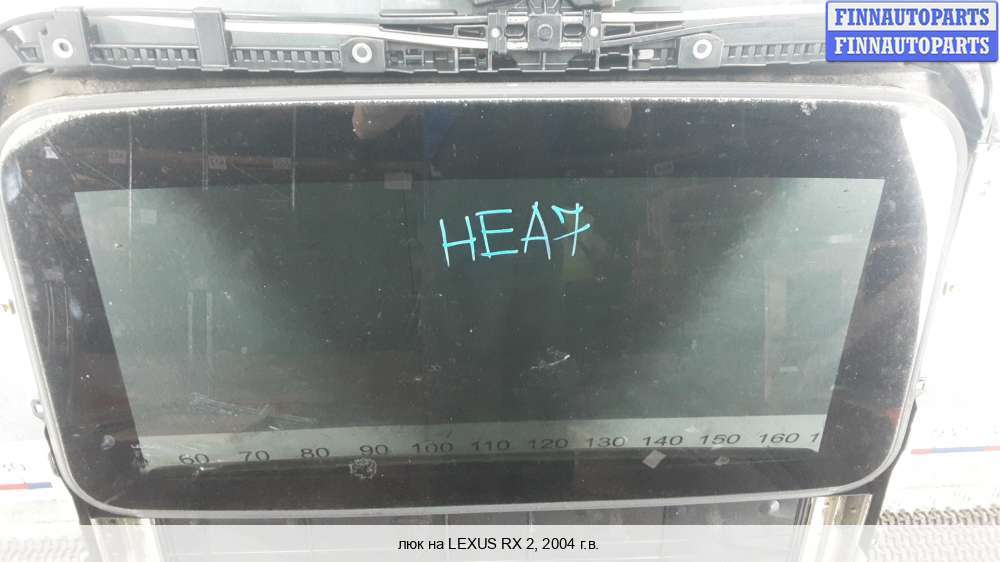 FINNAUTOPARTS
FINNAUTOPARTS
HEA7
60 70 80 90 100 110 120 130 140 150 160 1
люк на LEXUS RX 2, 2004 г.в.